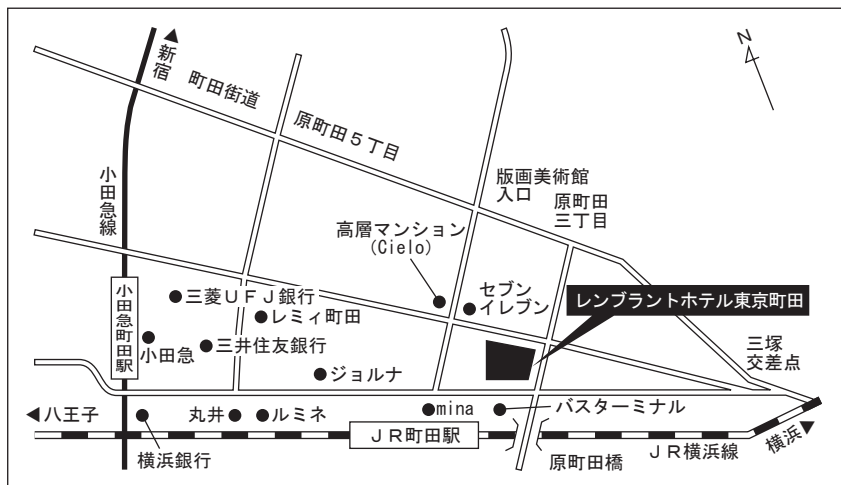 N
新宿
町田街道
原町田５丁目
小田急線
版画美術館
入口
原町田
三丁目
高層マンション
(Cielo)
セブン
イレブン
レンブラントホテル東京町田
三菱ＵＦＪ銀行
レミィ町田
小田急町田駅
小田急
三井住友銀行
ジョルナ
三塚
交差点
八王子
丸井
ルミネ
mina
バスターミナル
横浜銀行
ＪＲ町田駅
原町田橋
ＪＲ横浜線
横浜